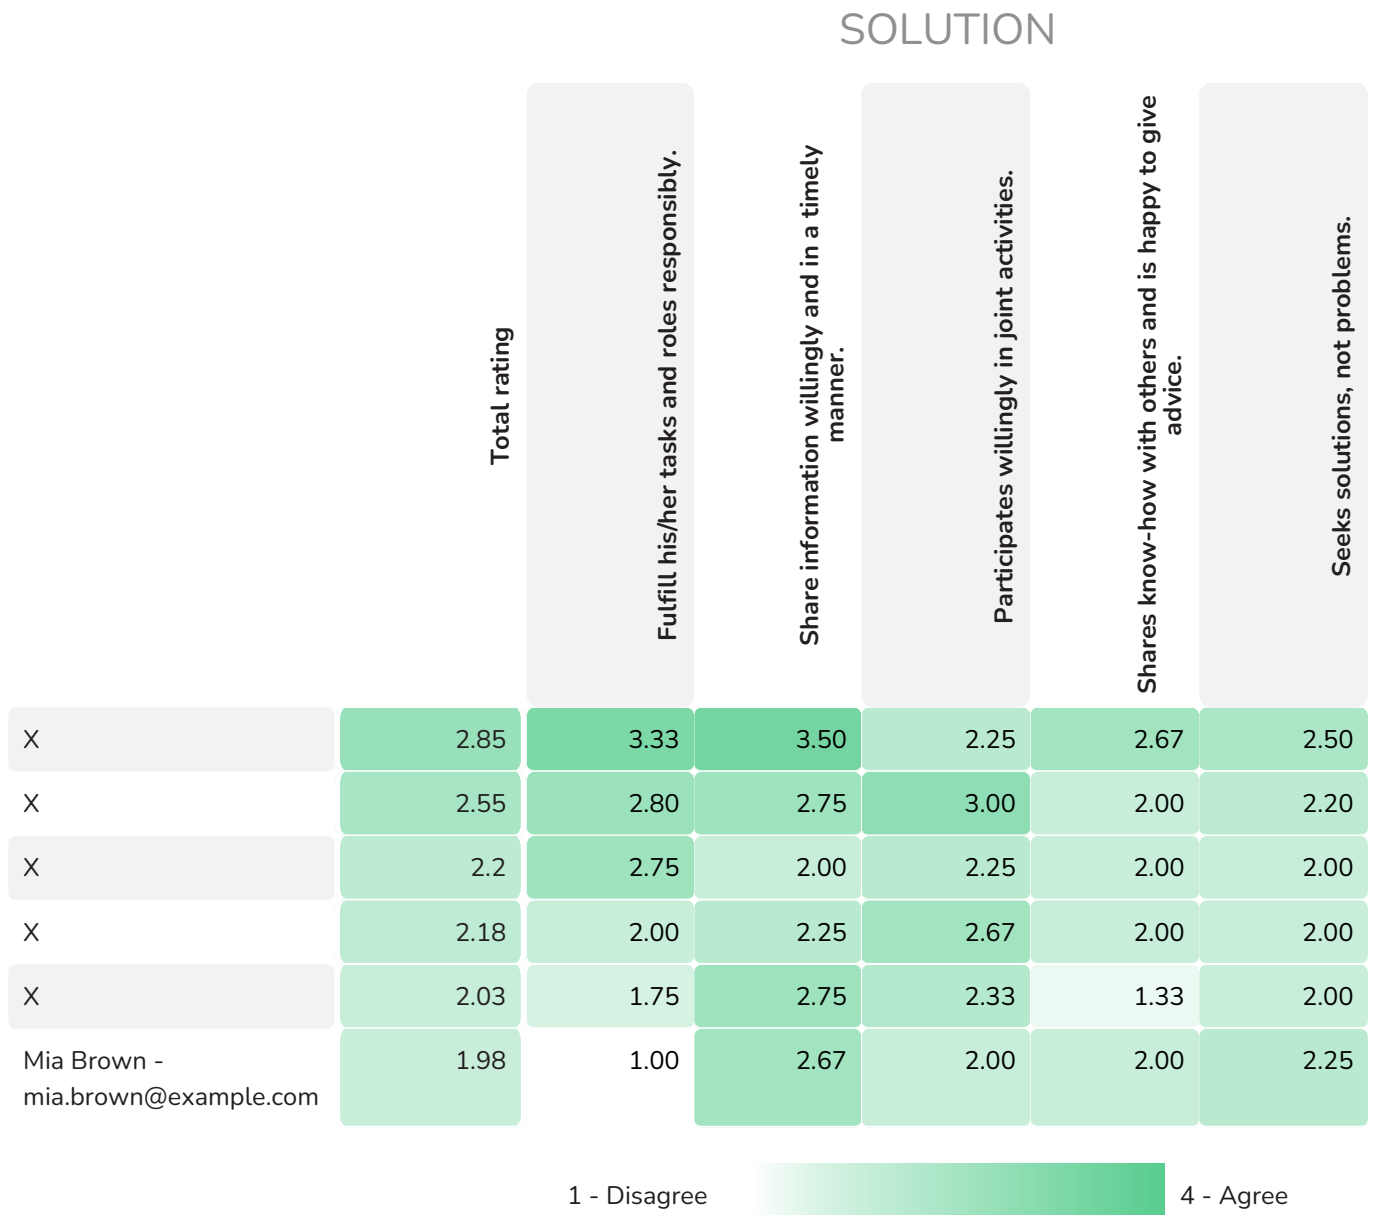 SOLUTION
Total rating
Fulfill his/her tasks and roles responsibly.
Share information willingly and in a timely
manner.
Participates willingly in joint activities.
Shares know-how with others and is happy to give
advice.
Seeks solutions, not problems.
X 2.85 3.33 3.50 2.25 2.67 2.50
X 2.55 2.80 2.75 3.00 2.00 2.20
X 2.2 2.75 2.00 2.25 2.00 2.00
X 2.18 2.00 2.25 2.67 2.00 2.00
X 2.03 1.75 2.75 2.33 1.33 2.00
Mia Brown - 1.98 1.00 2.67 2.00 2.00 2.25
mia.brown@example.com
1 - Disagree 4 - Agree